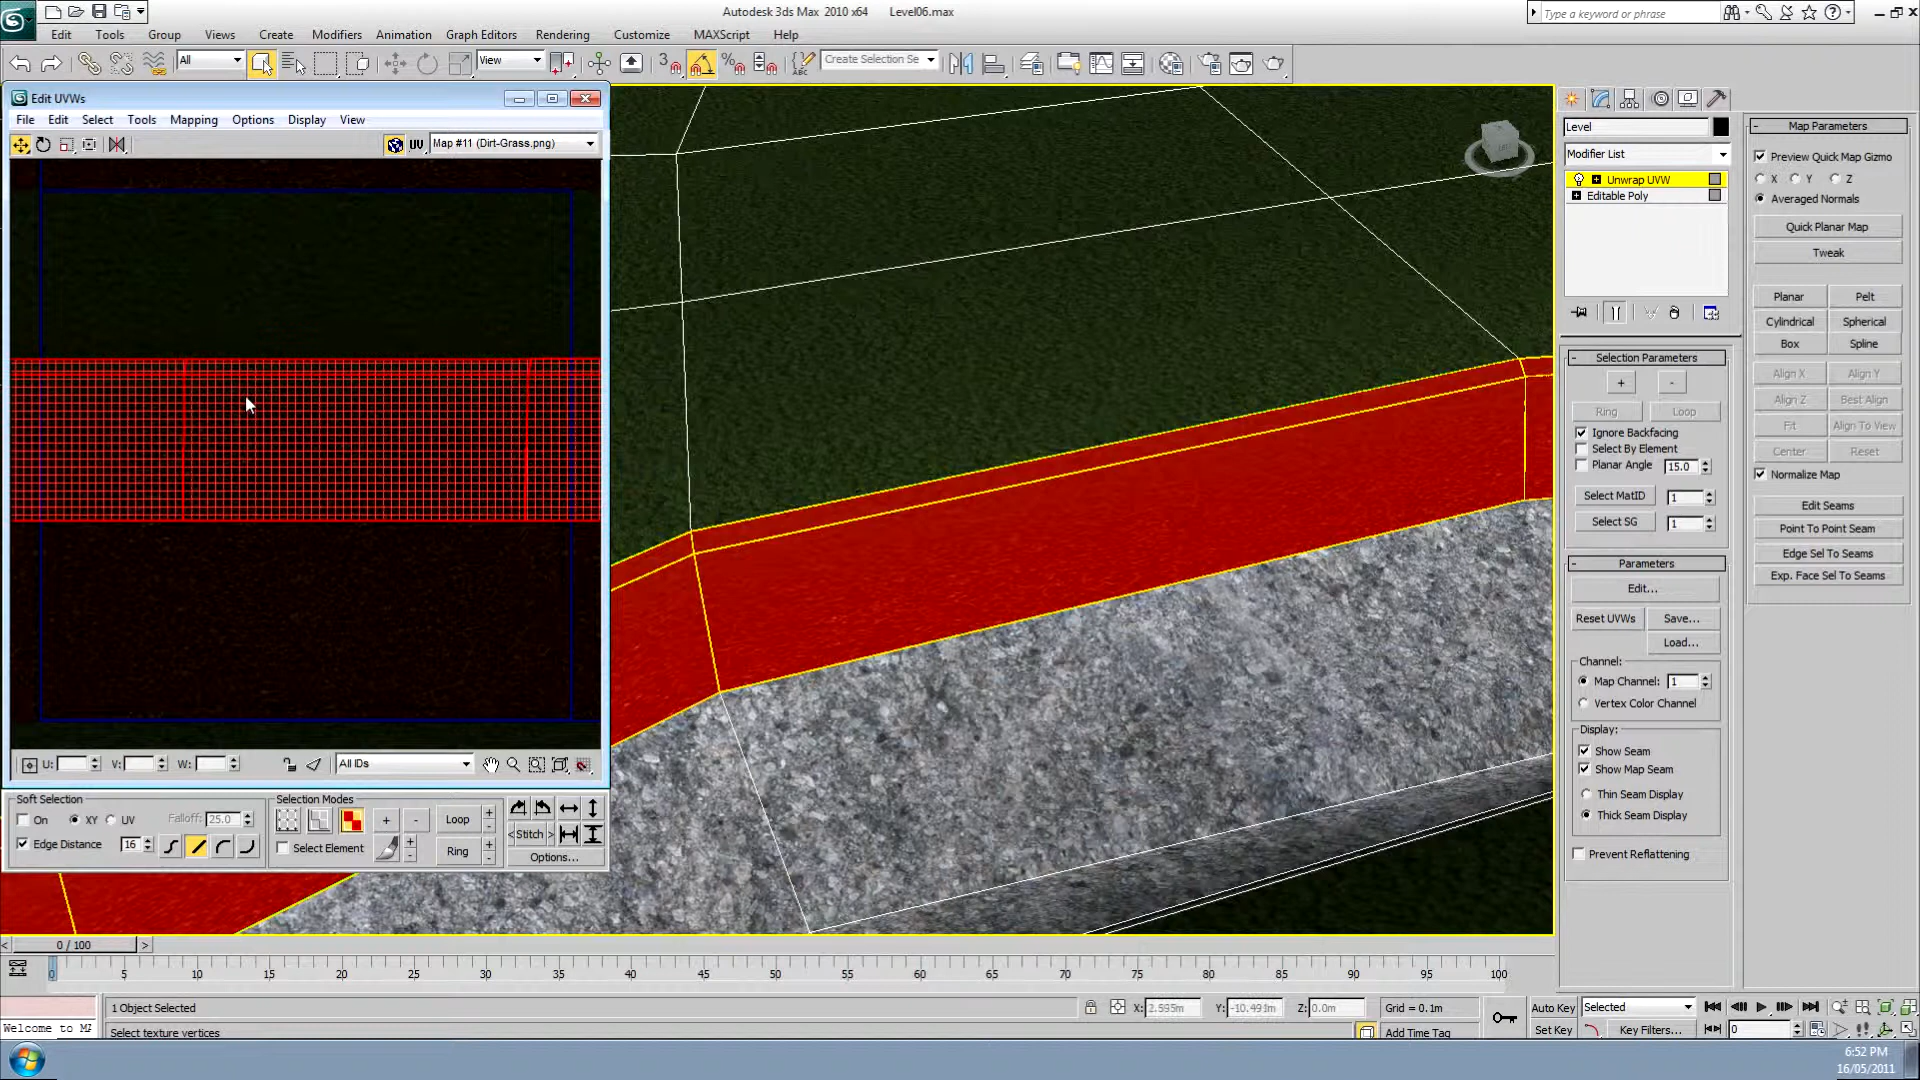 Autodesk 3ds Max 2010 x64 Level06.max
Type a keyword or phrase
Edit Tools Group Views Create Modifiers Animation Graph Editors Rendering Customize MAXScript Help
All View 3 Create Selection Se
Edit UVWs
File Edit Select Tools Mapping Options Display View
UV Map #11 (Dirt-Grass.png)
U: V: W: All IDs
Soft Selection
On XY UV Falloff: 25.0
Edge Distance 16
Selection Modes
+ - Loop + -
Select Element + - Ring + -
< Stitch >
Options...
Level
Modifier List
Unwrap UVW
Editable Poly
Selection Parameters
+ -
Ring Loop
Ignore Backfacing
Select By Element
Planar Angle 15.0
Select MatID 1
Select SG 1
Parameters
Edit...
Reset UVWs Save...
Load...
Channel:
Map Channel: 1
Vertex Color Channel
Display:
Show Seam
Show Map Seam
Thin Seam Display
Thick Seam Display
Prevent Reflattening
Map Parameters
Preview Quick Map Gizmo
X Y Z
Averaged Normals
Quick Planar Map
Tweak
Planar Pelt
Cylindrical Spherical
Box Spline
Align X Align Y
Align Z Best Align
Fit Align To View
Center Reset
Normalize Map
Edit Seams
Point To Point Seam
Edge Sel To Seams
Exp. Face Sel To Seams
< 0 / 100 >
0 5 10 15 20 25 30 35 40 45 50 55 60 65 70 75 80 85 90 95 100
1 Object Selected X: 2.595m Y: -10.491m Z: 0.0m Grid = 0.1m Auto Key Selected
Welcome to M Select texture vertices Add Time Tag Set Key Key Filters... 0
6:52 PM
16/05/2011